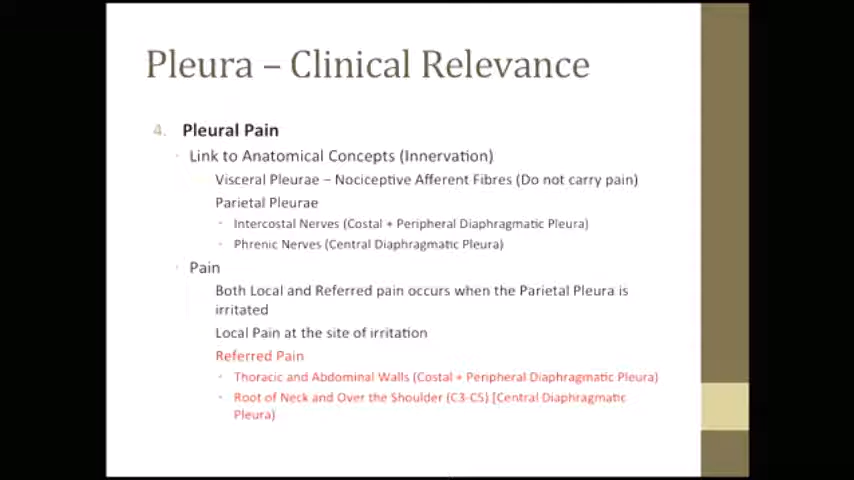 Pleura – Clinical Relevance
4. Pleural Pain
· Link to Anatomical Concepts (Innervation)
Visceral Pleurae – Nociceptive Afferent Fibres (Do not carry pain)
Parietal Pleurae
· Intercostal Nerves (Costal + Peripheral Diaphragmatic Pleura)
· Phrenic Nerves (Central Diaphragmatic Pleura)
· Pain
Both Local and Referred pain occurs when the Parietal Pleura is
irritated
Local Pain at the site of irritation
Referred Pain
· Thoracic and Abdominal Walls (Costal + Peripheral Diaphragmatic Pleura)
· Root of Neck and Over the Shoulder (C3-C5) [Central Diaphragmatic
Pleura)